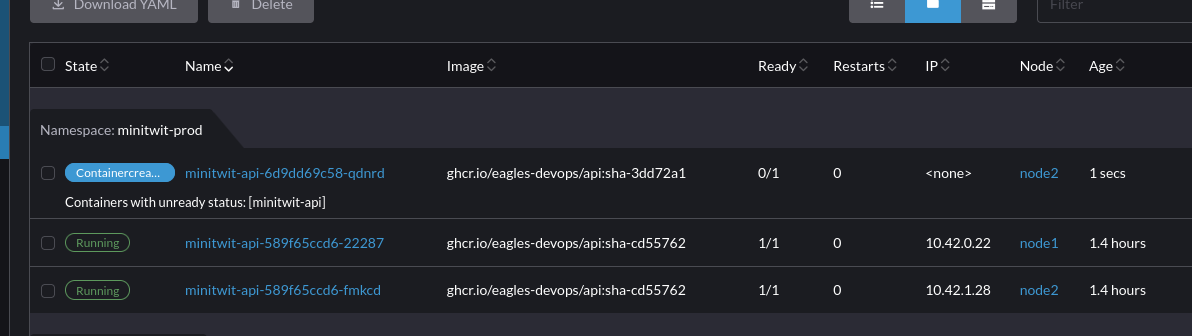 Download YAML Delete Filter
State Name Image Ready Restarts IP Node Age
Namespace: minitwit-prod
Containercrea... minitwit-api-6d9dd69c58-qdnrd ghcr.io/eagles-devops/api:sha-3dd72a1 0/1 0 <none> node2 1 secs
Containers with unready status: [minitwit-api]
Running minitwit-api-589f65ccd6-22287 ghcr.io/eagles-devops/api:sha-cd55762 1/1 0 10.42.0.22 node1 1.4 hours
Running minitwit-api-589f65ccd6-fmkcd ghcr.io/eagles-devops/api:sha-cd55762 1/1 0 10.42.1.28 node2 1.4 hours